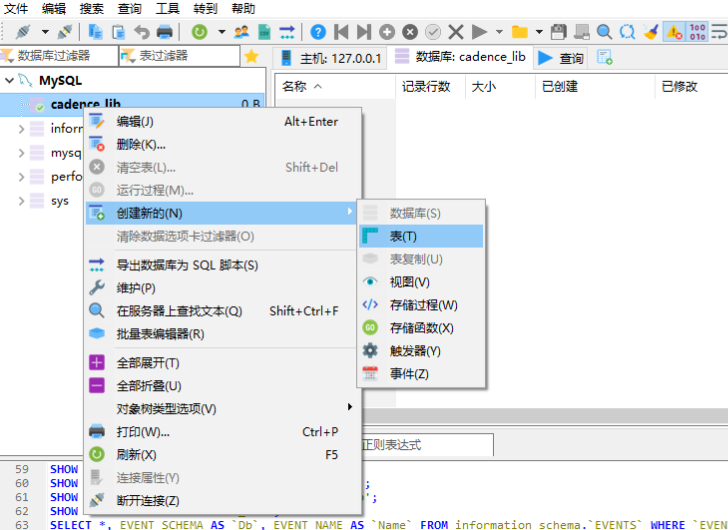 文件 编辑 搜索 查询 工具 转到 帮助
数据库过滤器 表过滤器 主机: 127.0.0.1 数据库: cadence_lib 查询
MySQL 名称 记录行数 大小 已创建 已修改
cadence_lib 0 B
inform
mysq
perfo
sys
编辑(J) Alt+Enter
删除(K)...
清空表(L)... Shift+Del
运行过程(M)...
创建新的(N)
清除数据选项卡过滤器(O)
导出数据库为 SQL 脚本(S)
维护(P)
在服务器上查找文本(Q) Shift+Ctrl+F
批量表编辑器(R)
全部展开(T)
全部折叠(U)
对象树类型选项(V)
打印(W)... Ctrl+P
刷新(X) F5
连接属性(Y)
断开连接(Z)
数据库(S)
表(T)
表复制(U)
视图(V)
存储过程(W)
存储函数(X)
触发器(Y)
事件(Z)
正则表达式
59 SHOW
60 SHOW ;
61 SHOW ';
62 SHOW
63 SELECT *, EVENT_SCHEMA AS `Db`, EVENT_NAME AS `Name` FROM information_schema.`EVENTS` WHERE `EVEN